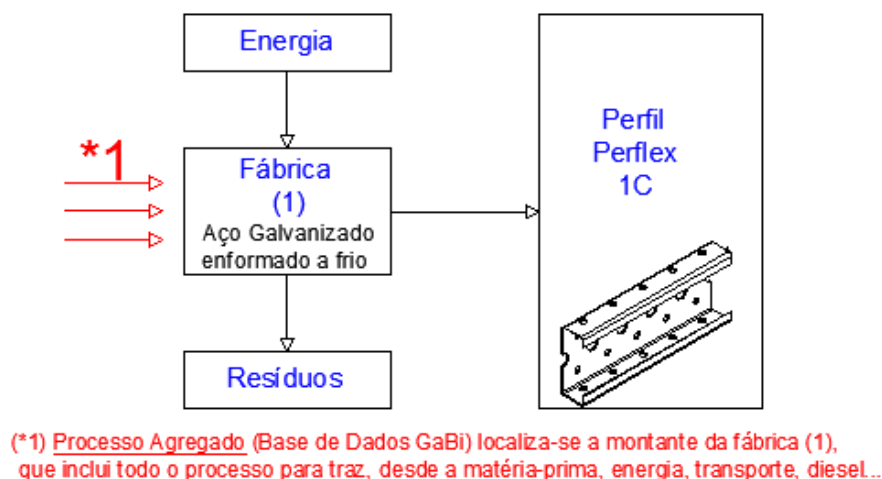 Energia
*1
Fábrica
(1)
Aço Galvanizado
enformado a frio
Resíduos
Perfil
Perflex
1C
(*1) Processo Agregado (Base de Dados GaBi) localiza-se a montante da fábrica (1),
que inclui todo o processo para traz, desde a matéria-prima, energia, transporte, diesel...